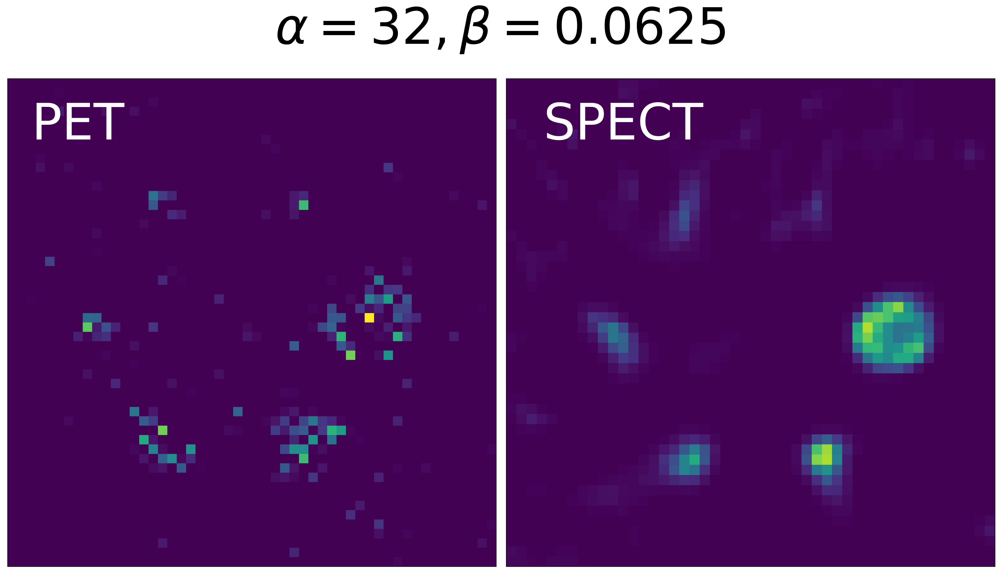 α = 32, β = 0.0625
PET
SPECT